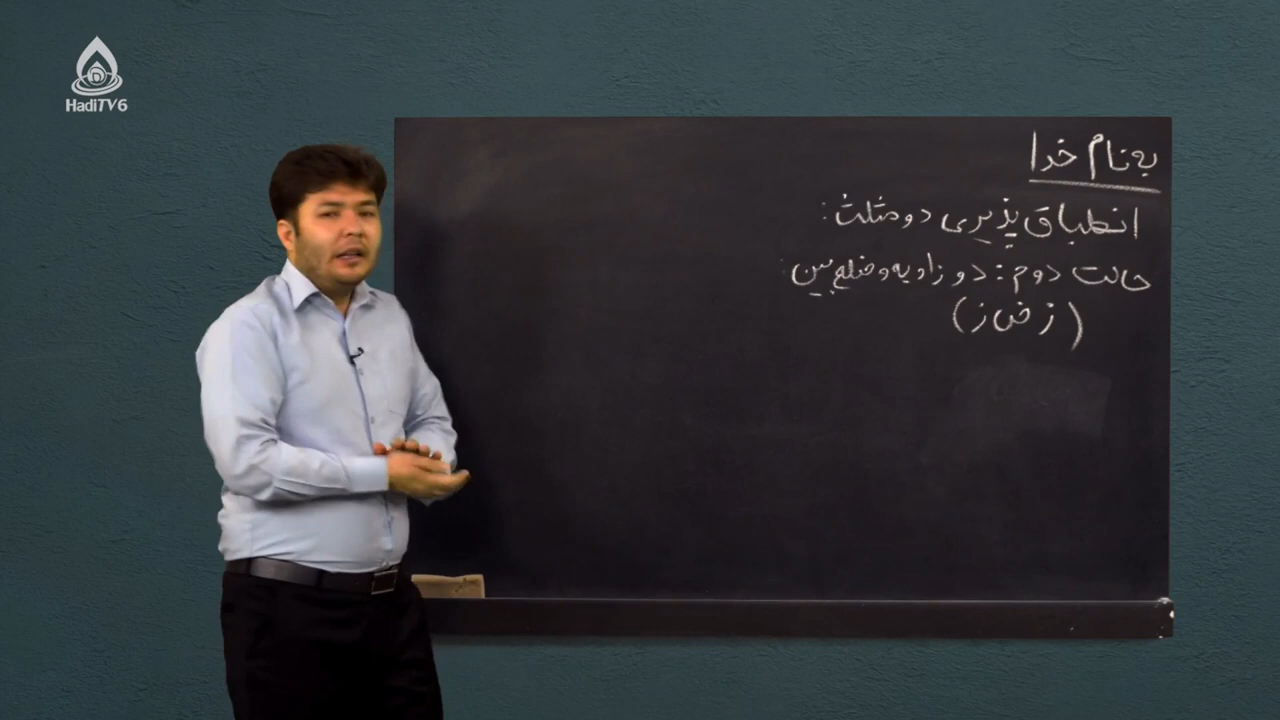 HadiTV6
به نام خدا
انطباق پذیری دو مثلث:
حالت دوم: دو زاویه و ضلع بین
(ز ض ز)